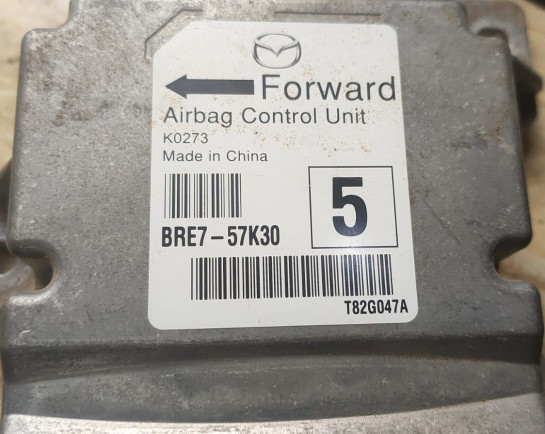 Forward
Airbag Control Unit
K0273
Made in China
5
BRE7-57K30
T82G047A